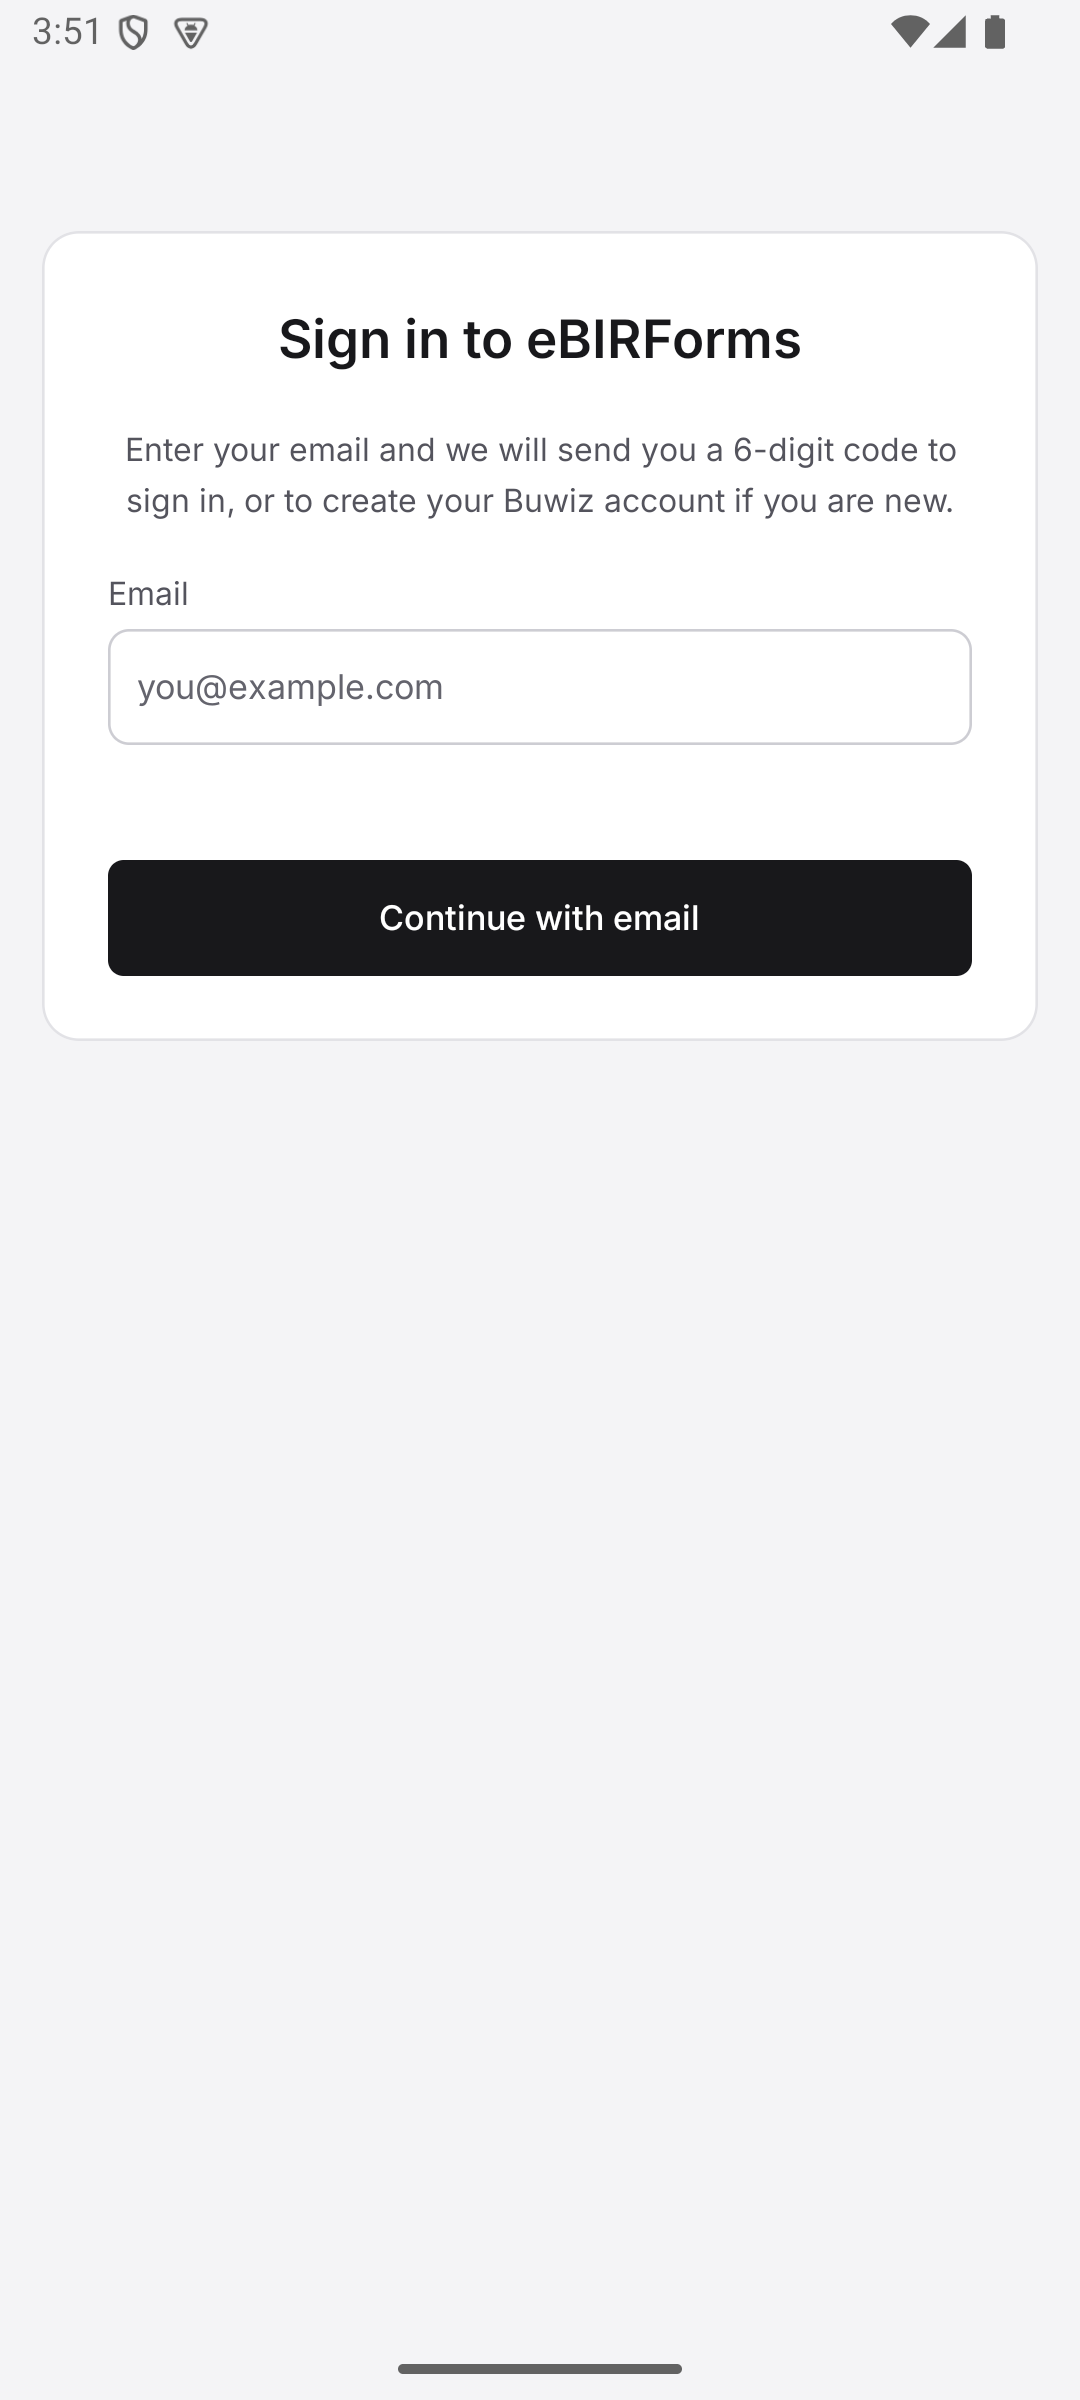 3:51
Sign in to eBIRForms
Enter your email and we will send you a 6-digit code to
sign in, or to create your Buwiz account if you are new.
Email
you@example.com
Continue with email